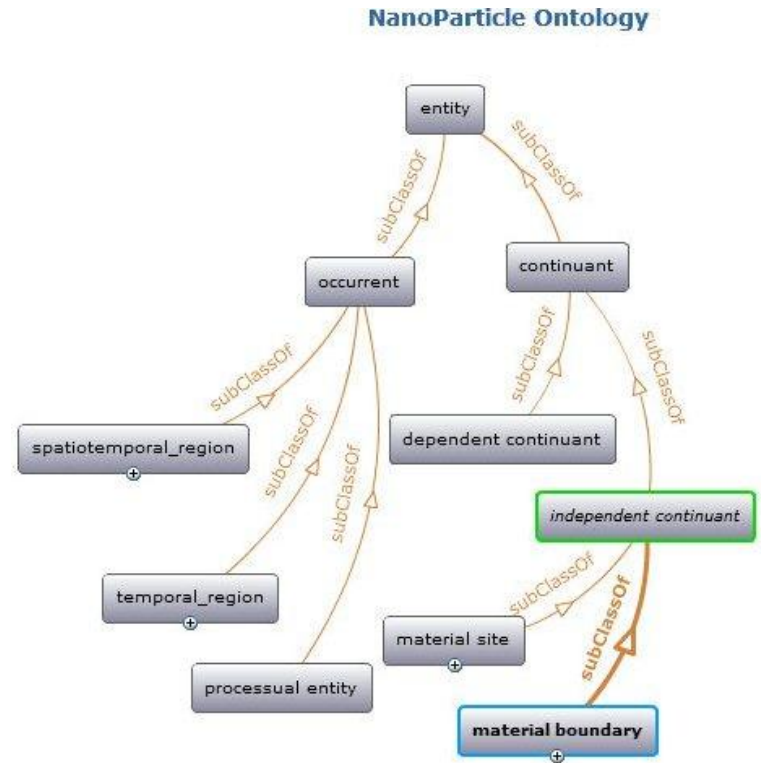 NanoParticle Ontology
entity
subClassOf
subClassOf
occurrent
continuant
subClassOf
subClassOf
subClassOf
spatiotemporal_region
dependent continuant
subClassOf
subClassOf
independent continuant
temporal_region
subClassOf
material site
subClassOf
processual entity
material boundary